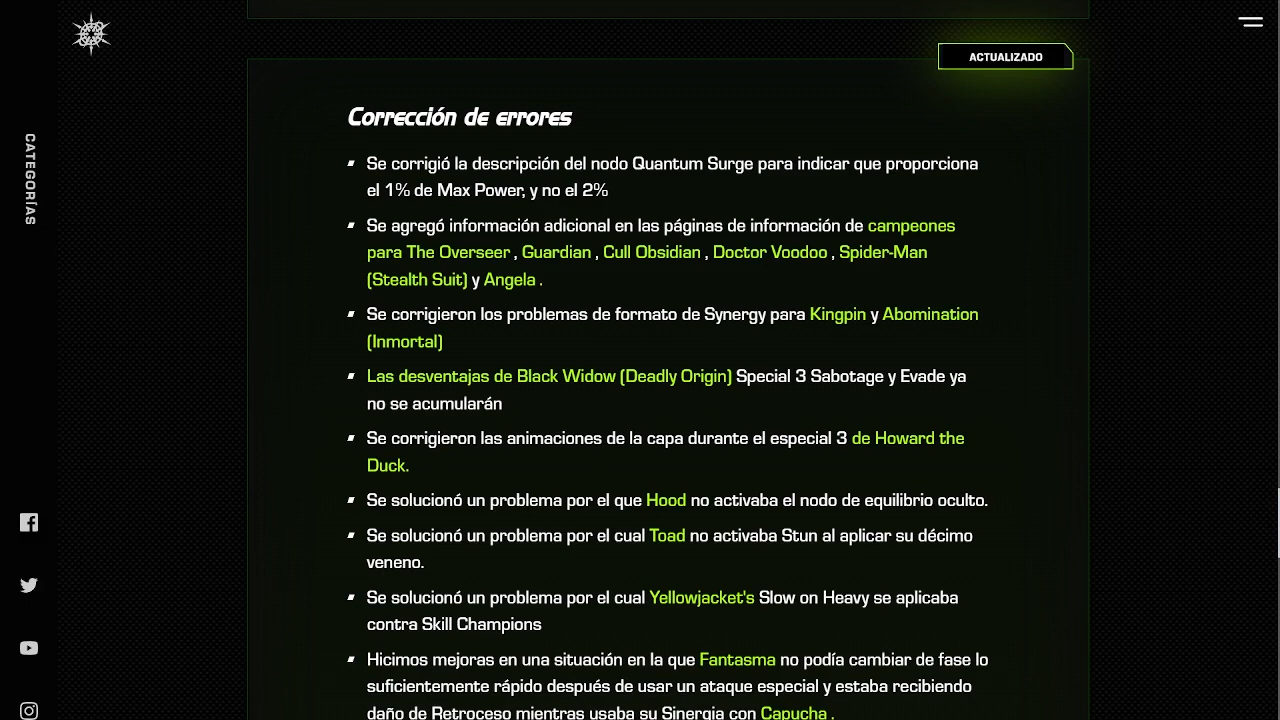 ACTUALIZADO
CATEGORÍAS
Corrección de errores
Se corrigió la descripción del nodo Quantum Surge para indicar que proporciona
el 1% de Max Power, y no el 2%
Se agregó información adicional en las páginas de información de campeones
para The Overseer , Guardian , Cull Obsidian , Doctor Voodoo , Spider-Man
(Stealth Suit) y Angela .
Se corrigieron los problemas de formato de Synergy para Kingpin y Abomination
(Inmortal)
Las desventajas de Black Widow (Deadly Origin) Special 3 Sabotage y Evade ya
no se acumularán
Se corrigieron las animaciones de la capa durante el especial 3 de Howard the
Duck.
Se solucionó un problema por el que Hood no activaba el nodo de equilibrio oculto.
Se solucionó un problema por el cual Toad no activaba Stun al aplicar su décimo
veneno.
Se solucionó un problema por el cual Yellowjacket's Slow on Heavy se aplicaba
contra Skill Champions
Hicimos mejoras en una situación en la que Fantasma no podía cambiar de fase lo
suficientemente rápido después de usar un ataque especial y estaba recibiendo
daño de Retroceso mientras usaba su Sinergia con Capucha .